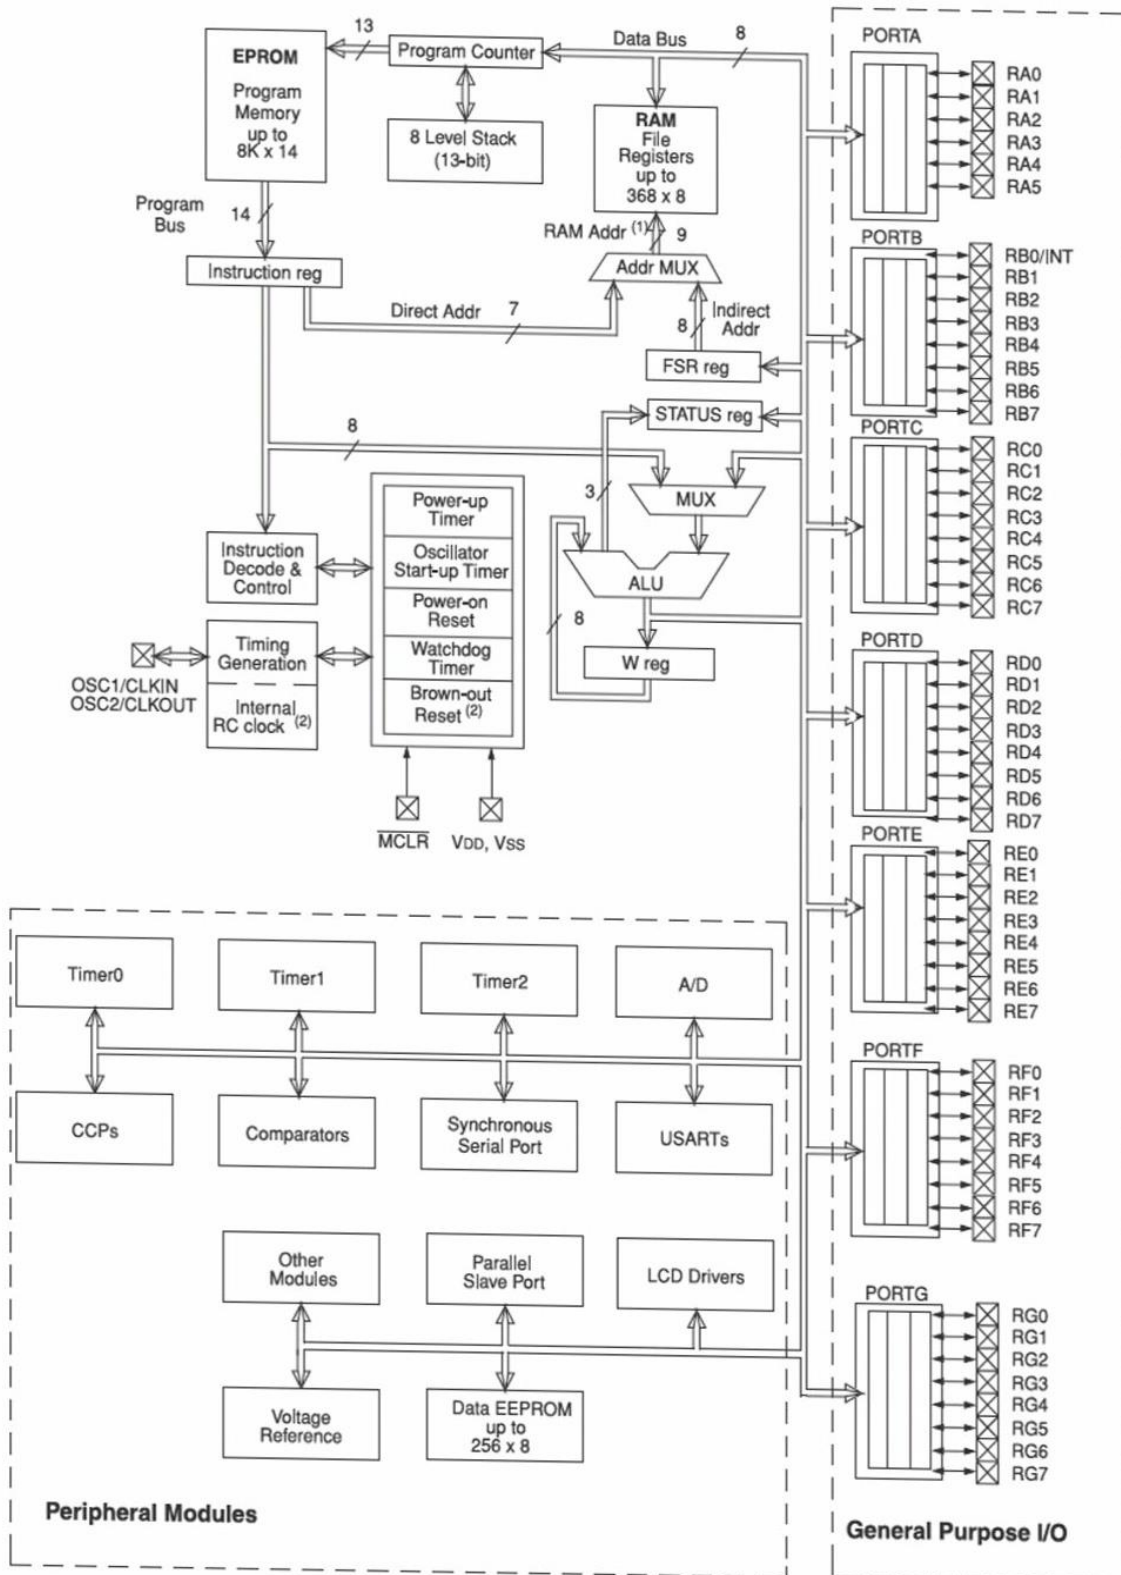 13
EPROM
Program
Memory
up to
8K x 14
Program Counter
Data Bus
8
8 Level Stack
(13-bit)
RAM
File
Registers
up to
368 x 8
Program
Bus
14
RAM Addr (1)
9
Instruction reg
Addr MUX
Direct Addr
7
8
Indirect
Addr
FSR reg
STATUS reg
8
3
MUX
Power-up
Timer
Instruction
Decode &
Control
Oscillator
Start-up Timer
Power-on
Reset
ALU
8
Watchdog
Timer
W reg
Timing
Generation
OSC1/CLKIN
OSC2/CLKOUT
Internal
RC clock (2)
Brown-out
Reset (2)
MCLR
VDD, VSS
PORTA
RA0
RA1
RA2
RA3
RA4
RA5
PORTB
RB0/INT
RB1
RB2
RB3
RB4
RB5
RB6
RB7
PORTC
RC0
RC1
RC2
RC3
RC4
RC5
RC6
RC7
PORTD
RD0
RD1
RD2
RD3
RD4
RD5
RD6
RD7
PORTE
RE0
RE1
RE2
RE3
RE4
RE5
RE6
RE7
PORTF
RF0
RF1
RF2
RF3
RF4
RF5
RF6
RF7
PORTG
RG0
RG1
RG2
RG3
RG4
RG5
RG6
RG7
General Purpose I/O
Timer0
Timer1
Timer2
A/D
CCPs
Comparators
Synchronous
Serial Port
USARTs
Other
Modules
Parallel
Slave Port
LCD Drivers
Voltage
Reference
Data EEPROM
up to
256 x 8
Peripheral Modules